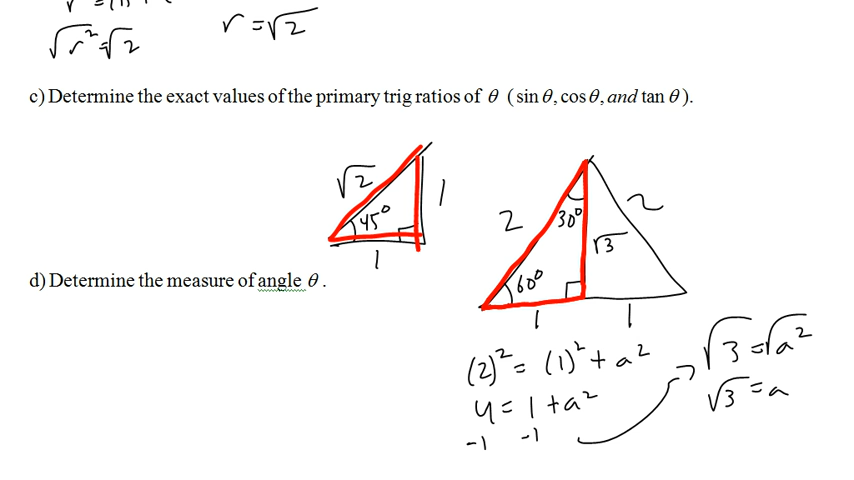 √r² = √2
r = √2
c) Determine the exact values of the primary trig ratios of θ (sin θ, cos θ, and tan θ).
√2
1
45°
1
2
30°
2
√3
60°
1
1
d) Determine the measure of angle θ.
(2)² = (1)² + a²
4 = 1 + a²
-1 -1
√3 = √a²
√3 = a